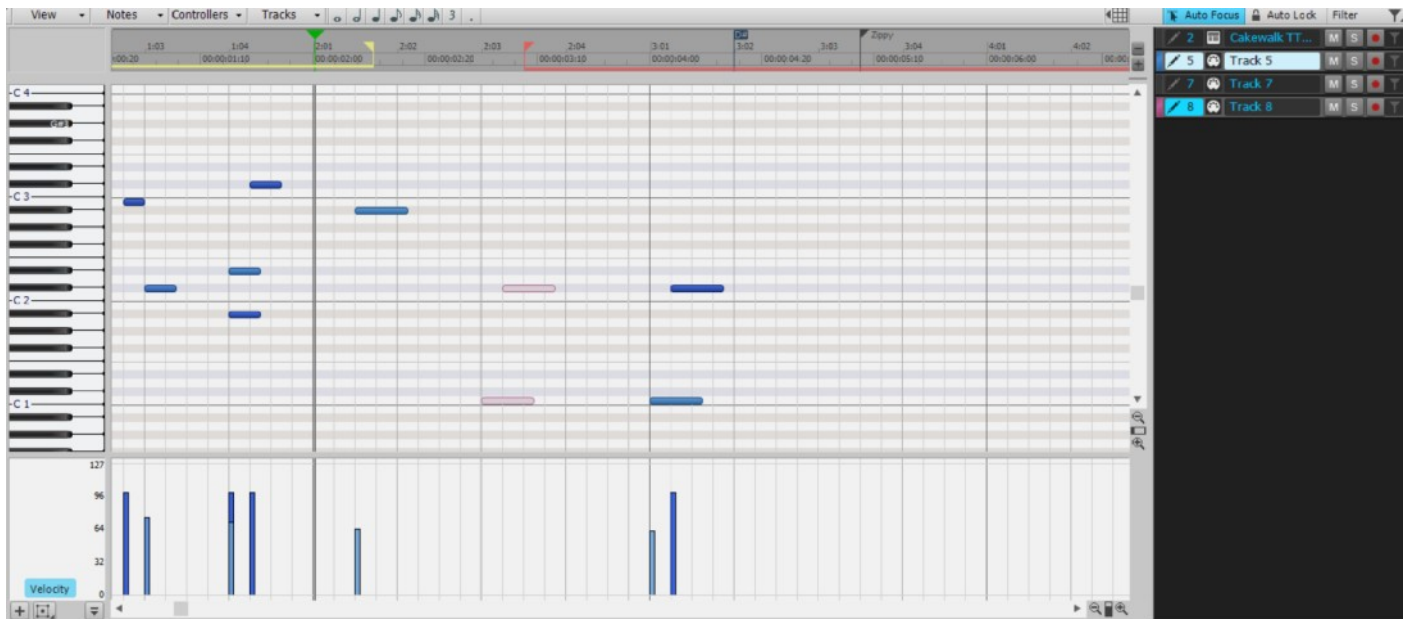 View Notes Controllers Tracks 3 . Auto Focus Auto Lock Filter
1:03 1:04 2:01 2:02 2:03 2:04 3:01 3:02 3:03 Zippy 3:04 4:01 4:02
00:00:01:10 00:00:02:00 00:00:02:20 00:00:03:10 00:00:04:00 00:00:04:20 00:00:05:10 00:00:06:00
2 Cakewalk TT... M S
5 Track 5 M S
7 Track 7 M S
8 Track 8 M S
C 4
C 3
C 2
C 1
127
96
64
32
Velocity 0